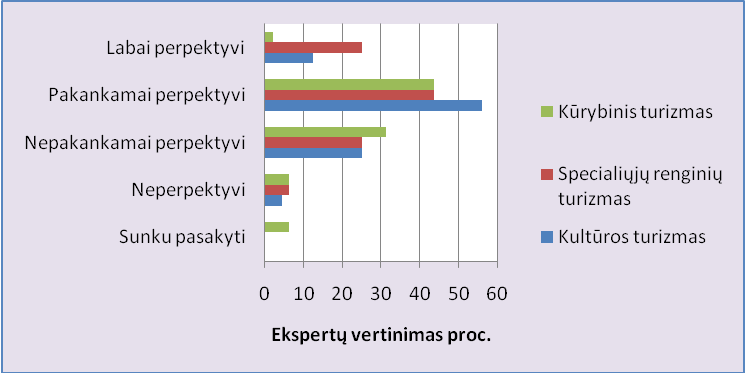 Labai perpektyvi
Pakankamai perpektyvi
Nepakankamai perpektyvi
Neperpektyvi
Sunku pasakyti
0 10 20 30 40 50 60
Ekspertų vertinimas proc.
Kūrybinis turizmas
Specialiųjų renginių
turizmas
Kultūros turizmas